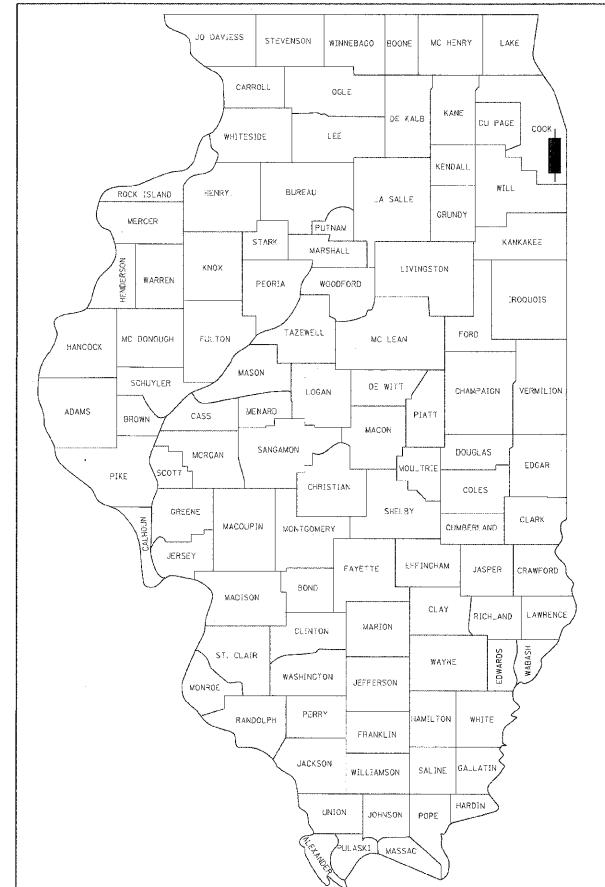 JO DAVIESS
STEVENSON
WINNEBAGO
BOONE
MC HENRY
LAKE
CARROLL
OGLE
DE KALB
KANE
DU PAGE
COOK
WHITESIDE
LEE
KENDALL
WILL
ROCK ISLAND
HENRY
BUREAU
LA SALLE
GRUNDY
MERCER
PUTNAM
STARK
MARSHALL
KANKAKEE
HENDERSON
WARREN
KNOX
PEORIA
WOODFORD
LIVINGSTON
IROQUOIS
HANCOCK
MC DONOUGH
FULTON
TAZEWELL
MC LEAN
FORD
MASON
SCHUYLER
LOGAN
DE WITT
CHAMPAIGN
VERMILION
ADAMS
BROWN
CASS
MENARD
PIATT
MACON
SANGAMON
MORGAN
SCOTT
PIKE
DOUGLAS
EDGAR
MOULTRIE
CHRISTIAN
COLES
GREENE
MACOUPIN
MONTGOMERY
SHELBY
CUMBERLAND
CLARK
CALHOUN
JERSEY
FAYETTE
EFFINGHAM
JASPER
CRAWFORD
MADISON
BOND
CLAY
RICHLAND
LAWRENCE
CLINTON
MARION
ST. CLAIR
WAYNE
EDWARDS
WABASH
WASHINGTON
JEFFERSON
MONROE
RANDOLPH
PERRY
HAMILTON
WHITE
FRANKLIN
JACKSON
WILLIAMSON
SALINE
GALLATIN
UNION
JOHNSON
POPE
HARDIN
ALEXANDER
PULASKI
MASSAC